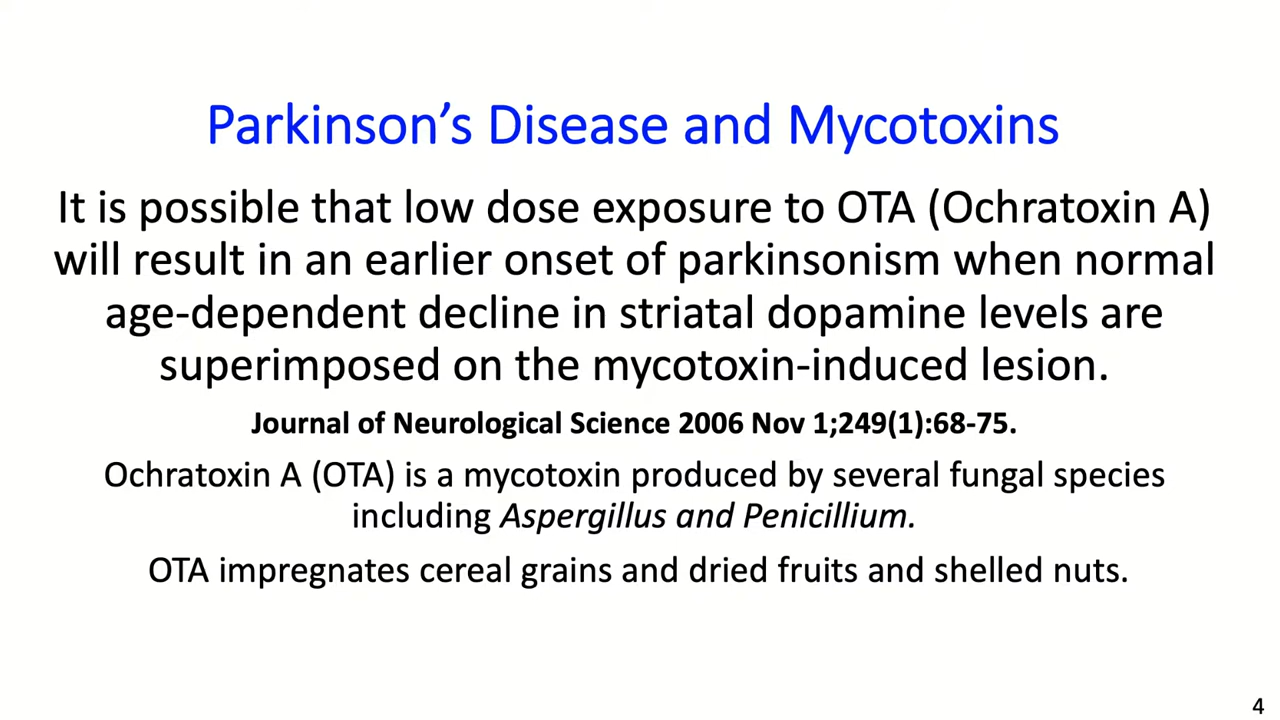 Parkinson’s Disease and Mycotoxins
It is possible that low dose exposure to OTA (Ochratoxin A)
will result in an earlier onset of parkinsonism when normal
age-dependent decline in striatal dopamine levels are
superimposed on the mycotoxin-induced lesion.
Journal of Neurological Science 2006 Nov 1;249(1):68-75.
Ochratoxin A (OTA) is a mycotoxin produced by several fungal species
including Aspergillus and Penicillium.
OTA impregnates cereal grains and dried fruits and shelled nuts.
4